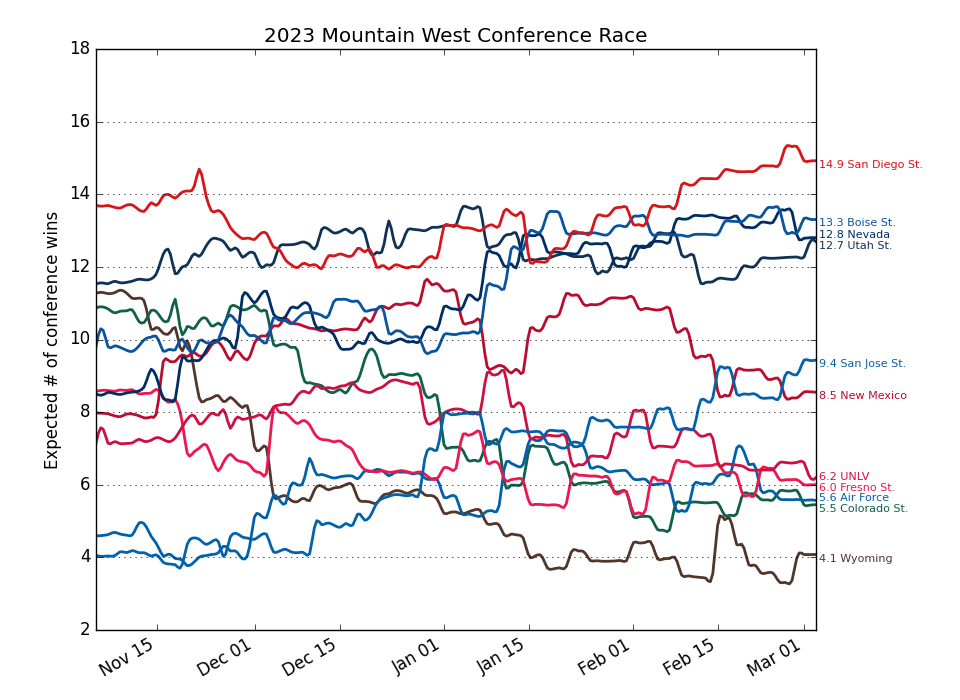 2023 Mountain West Conference Race
Expected # of conference wins
18
16
14
12
10
8
6
4
2
Nov 15
Dec 01
Dec 15
Jan 01
Jan 15
Feb 01
Feb 15
Mar 01
14.9 San Diego St.
13.3 Boise St.
12.8 Nevada
12.7 Utah St.
9.4 San Jose St.
8.5 New Mexico
6.2 UNLV
6.0 Fresno St.
5.6 Air Force
5.5 Colorado St.
4.1 Wyoming